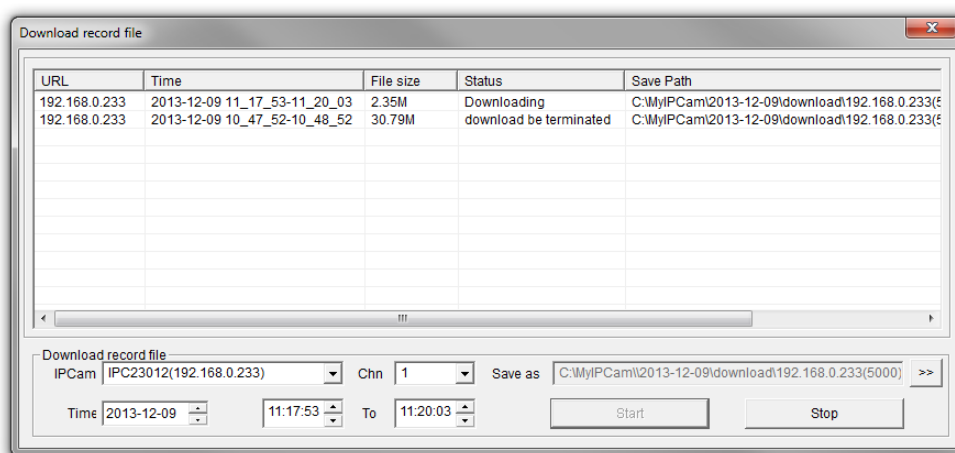 Download record file
URL Time File size Status Save Path
192.168.0.233 2013-12-09 11_17_53-11_20_03 2.35M Downloading C:\MyIPCam\2013-12-09\download\192.168.0.233(5
192.168.0.233 2013-12-09 10_47_52-10_48_52 30.79M download be terminated C:\MyIPCam\2013-12-09\download\192.168.0.233(5
Download record file
IPCam IPC23012(192.168.0.233) Chn 1 Save as C:\MyIPCam\\2013-12-09\download\192.168.0.233(5000) >>
Time 2013-12-09 11:17:53 To 11:20:03 Start Stop